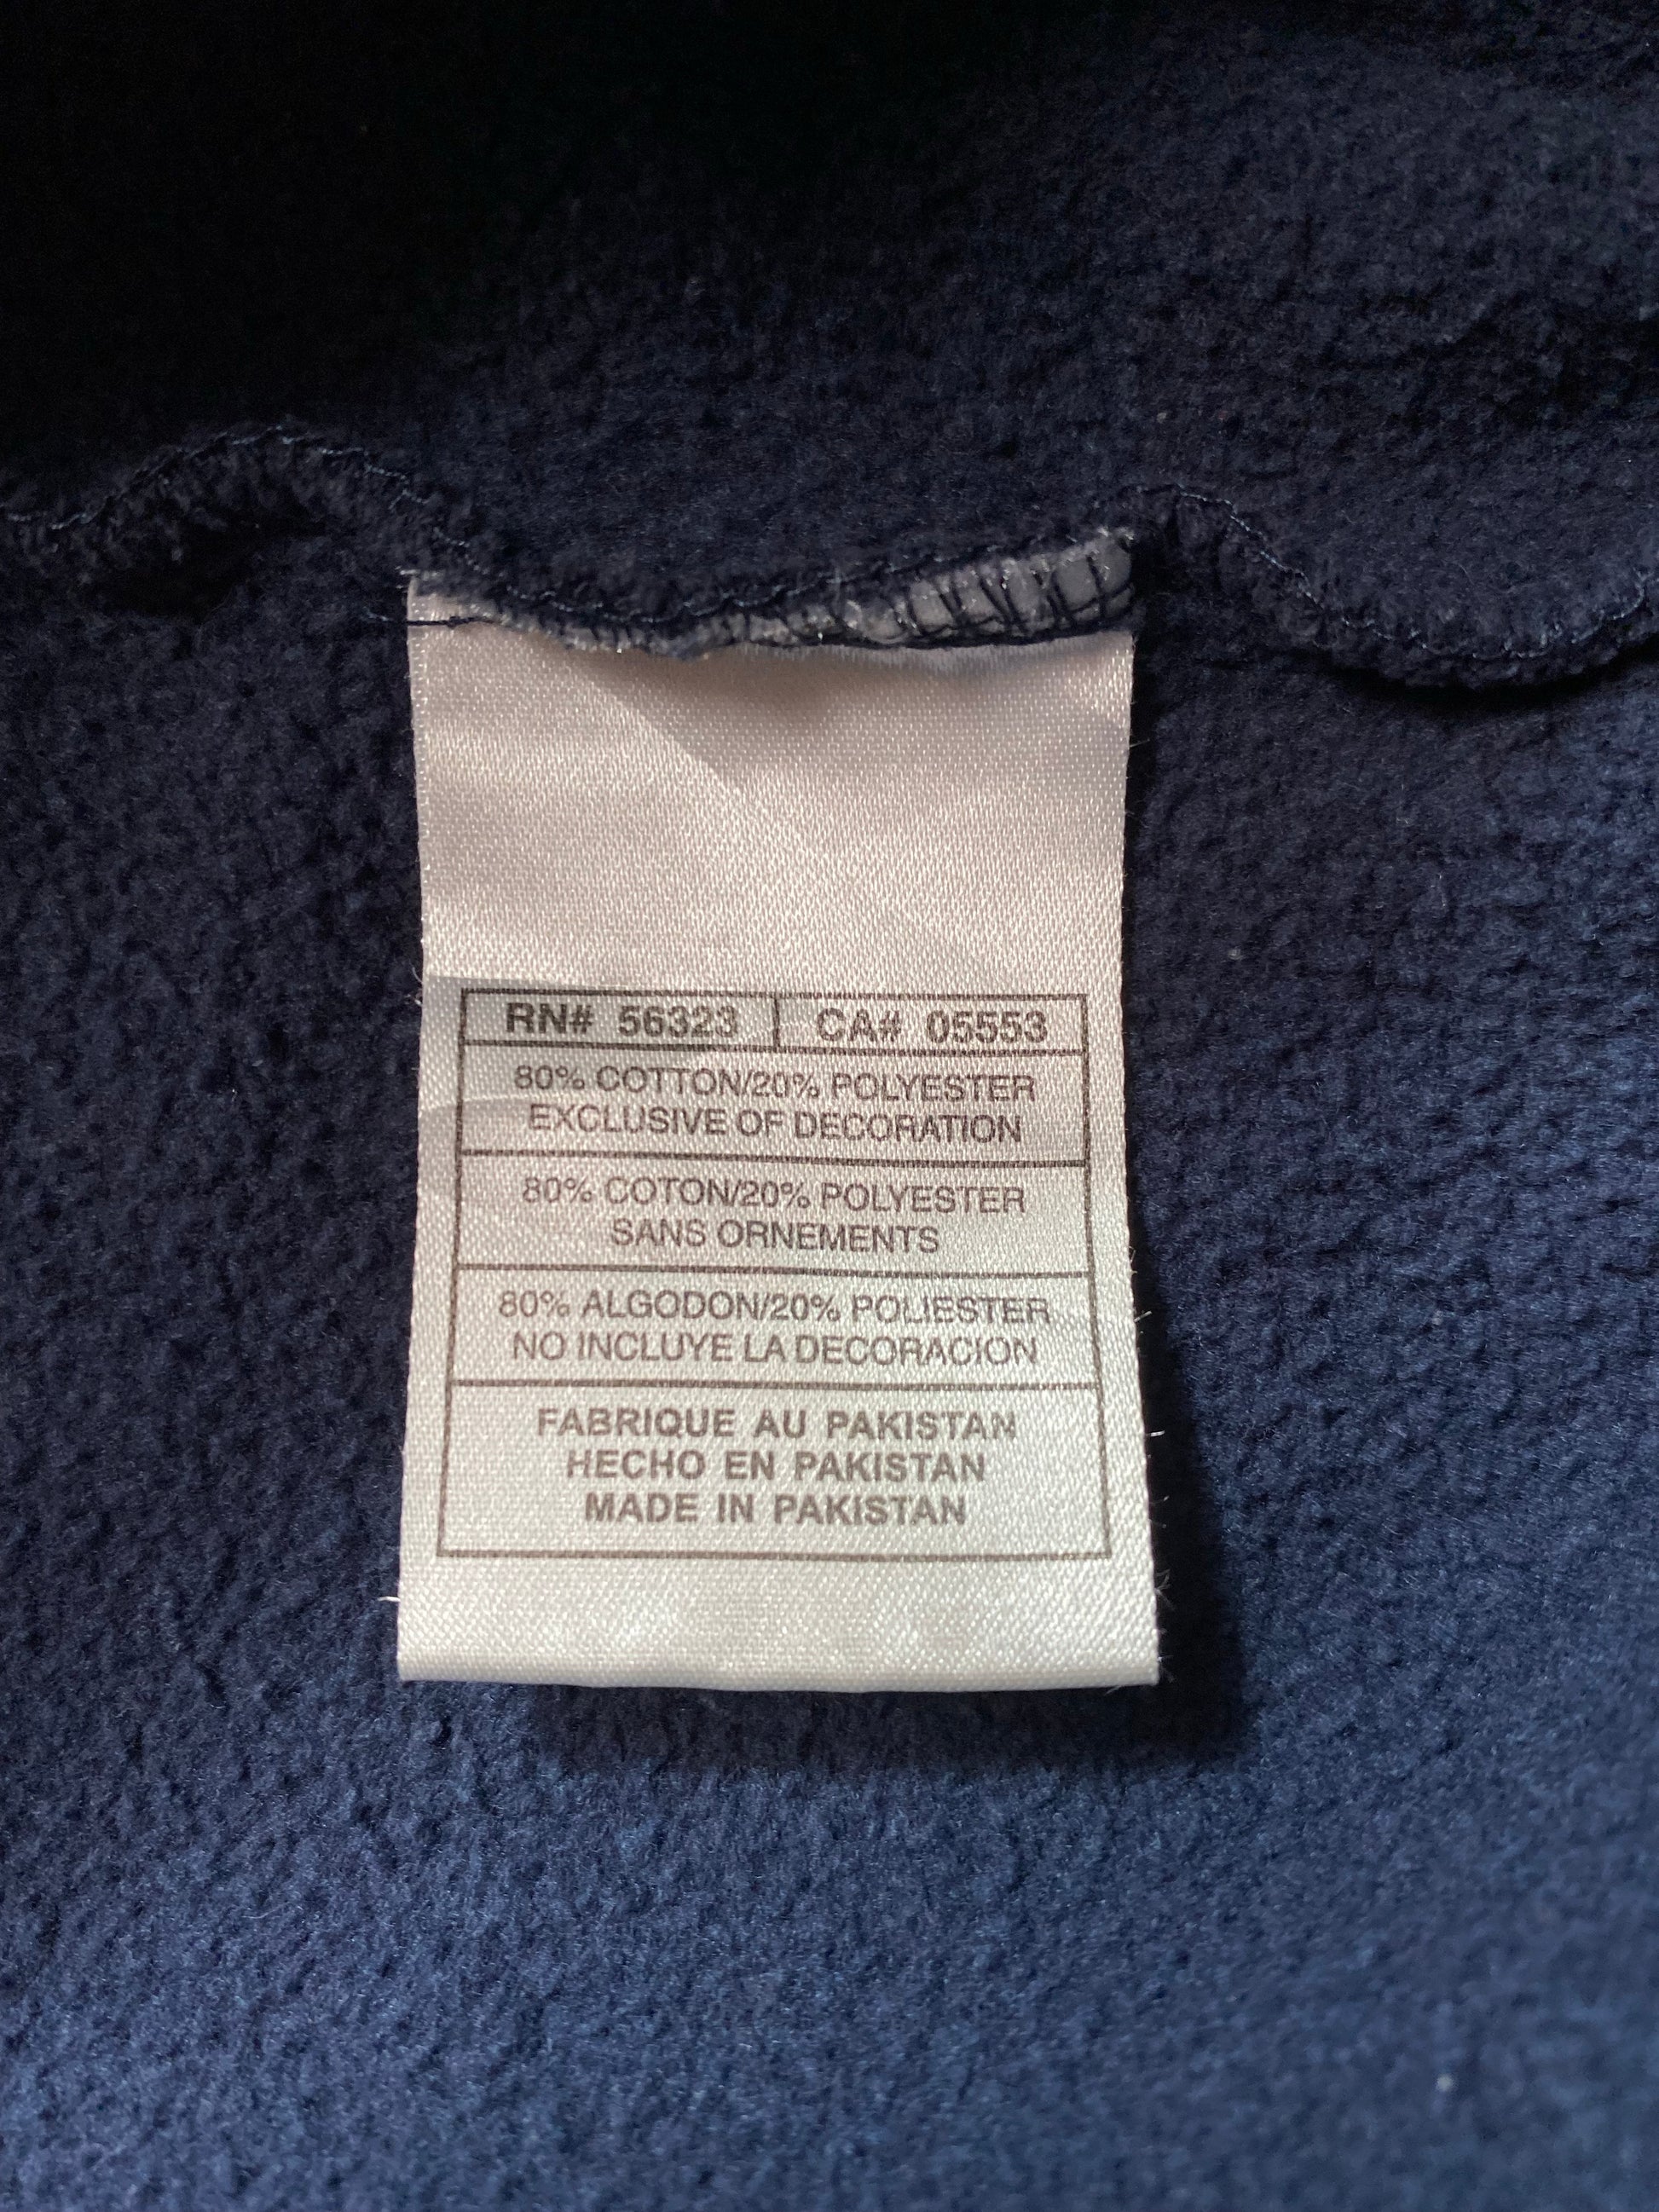 RN# 56323 CA# 05553
80% COTTON/20% POLYESTER
EXCLUSIVE OF DECORATION
80% COTON/20% POLYESTER
SANS ORNEMENTS
80% ALGODON/20% POLIESTER
NO INCLUYE LA DECORACION
FABRIQUE AU PAKISTAN
HECHO EN PAKISTAN
MADE IN PAKISTAN